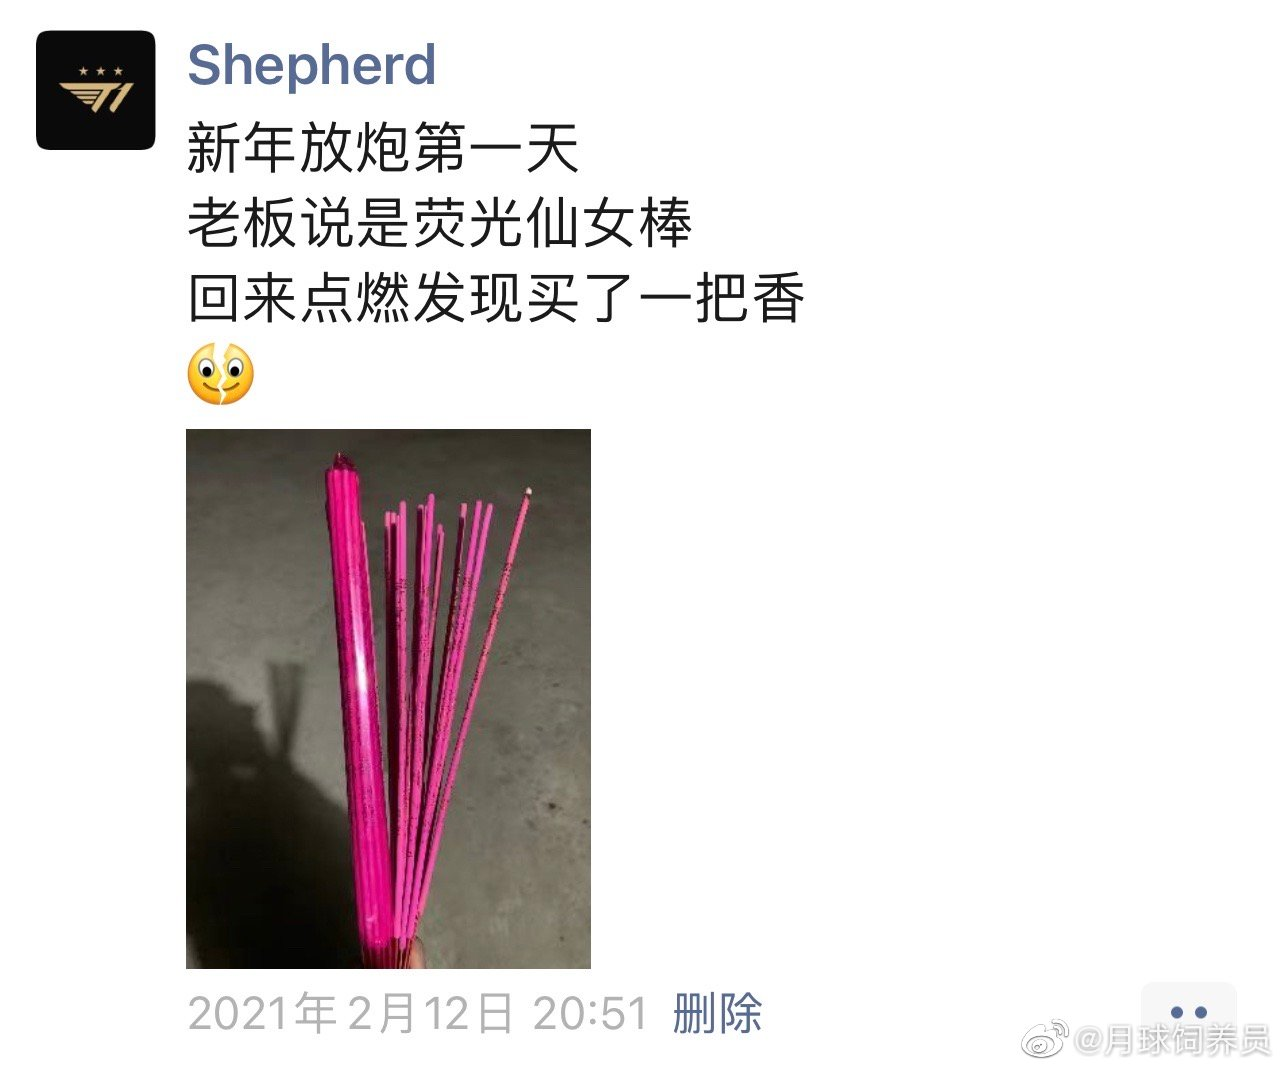 Shepherd
新年放炮第一天
老板说是荧光仙女棒
回来点燃发现买了一把香
2021年2月12日 20:51 删除
@月球饲养员